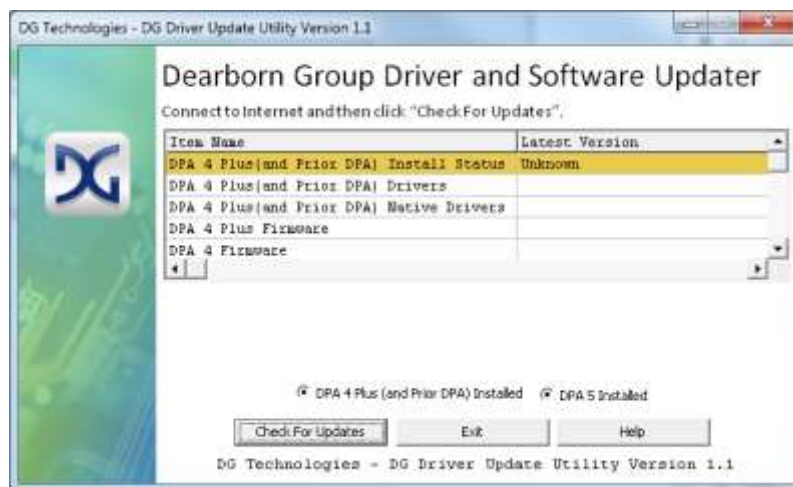 DG Technologies - DG Driver Update Utility Version 1.1
Dearborn Group Driver and Software Updater
Connect to Internet and then click "Check For Updates".
Item Name Latest Version
DPA 4 Plus(and Prior DPA) Install Status Unknown
DPA 4 Plus(and Prior DPA) Drivers
DPA 4 Plus(and Prior DPA) Native Drivers
DPA 4 Plus Firmware
DPA 4 Firmware
DG
DPA 4 Plus (and Prior DPA) Installed DPA 5 Installed
Check For Updates Exit Help
DG Technologies - DG Driver Update Utility Version 1.1